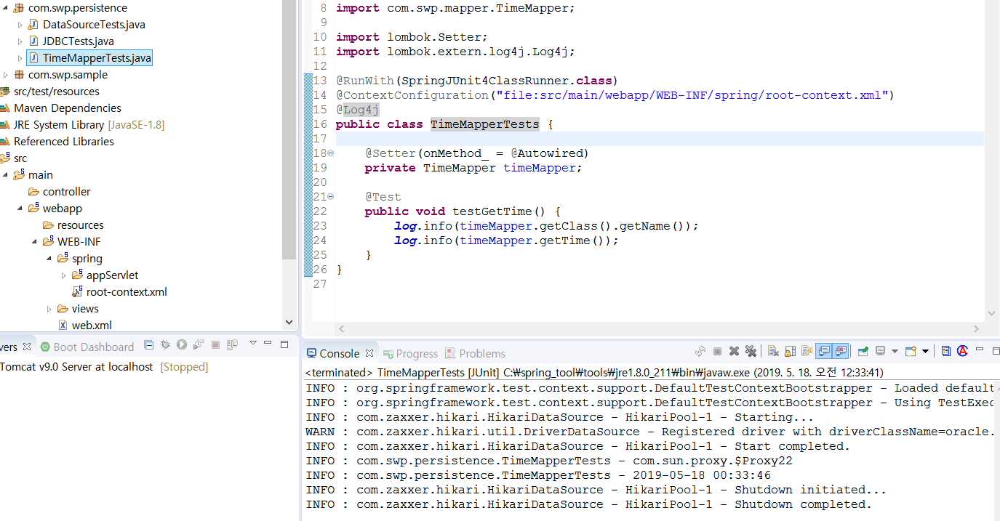 com.swp.persistence
DataSourceTests.java
JDBCTests.java
TimeMapperTests.java
com.swp.sample
src/test/resources
Maven Dependencies
JRE System Library [JavaSE-1.8]
Referenced Libraries
src
main
controller
webapp
resources
WEB-INF
spring
appServlet
root-context.xml
views
web.xml
8 import com.swp.mapper.TimeMapper;
9
10 import lombok.Setter;
11 import lombok.extern.log4j.Log4j;
12
13 @RunWith(SpringJUnit4ClassRunner.class)
14 @ContextConfiguration("file:src/main/webapp/WEB-INF/spring/root-context.xml")
15 @Log4j
16 public class TimeMapperTests {
17
18 @Setter(onMethod_ = @Autowired)
19 private TimeMapper timeMapper;
20
21 @Test
22 public void testGetTime() {
23 log.info(timeMapper.getClass().getName());
24 log.info(timeMapper.getTime());
25 }
26 }
27
vers Boot Dashboard
Tomcat v9.0 Server at localhost [Stopped]
Console Progress Problems
<terminated> TimeMapperTests [JUnit] C:₩spring_tool₩tools₩jre1.8.0_211₩bin₩javaw.exe (2019. 5. 18. 오전 12:33:41)
INFO : org.springframework.test.context.support.DefaultTestContextBootstrapper - Loaded default
INFO : org.springframework.test.context.support.DefaultTestContextBootstrapper - Using TestExec
INFO : com.zaxxer.hikari.HikariDataSource - HikariPool-1 - Starting...
WARN : com.zaxxer.hikari.util.DriverDataSource - Registered driver with driverClassName=oracle.
INFO : com.zaxxer.hikari.HikariDataSource - HikariPool-1 - Start completed.
INFO : com.swp.persistence.TimeMapperTests - com.sun.proxy.$Proxy22
INFO : com.swp.persistence.TimeMapperTests - 2019-05-18 00:33:46
INFO : com.zaxxer.hikari.HikariDataSource - HikariPool-1 - Shutdown initiated...
INFO : com.zaxxer.hikari.HikariDataSource - HikariPool-1 - Shutdown completed.